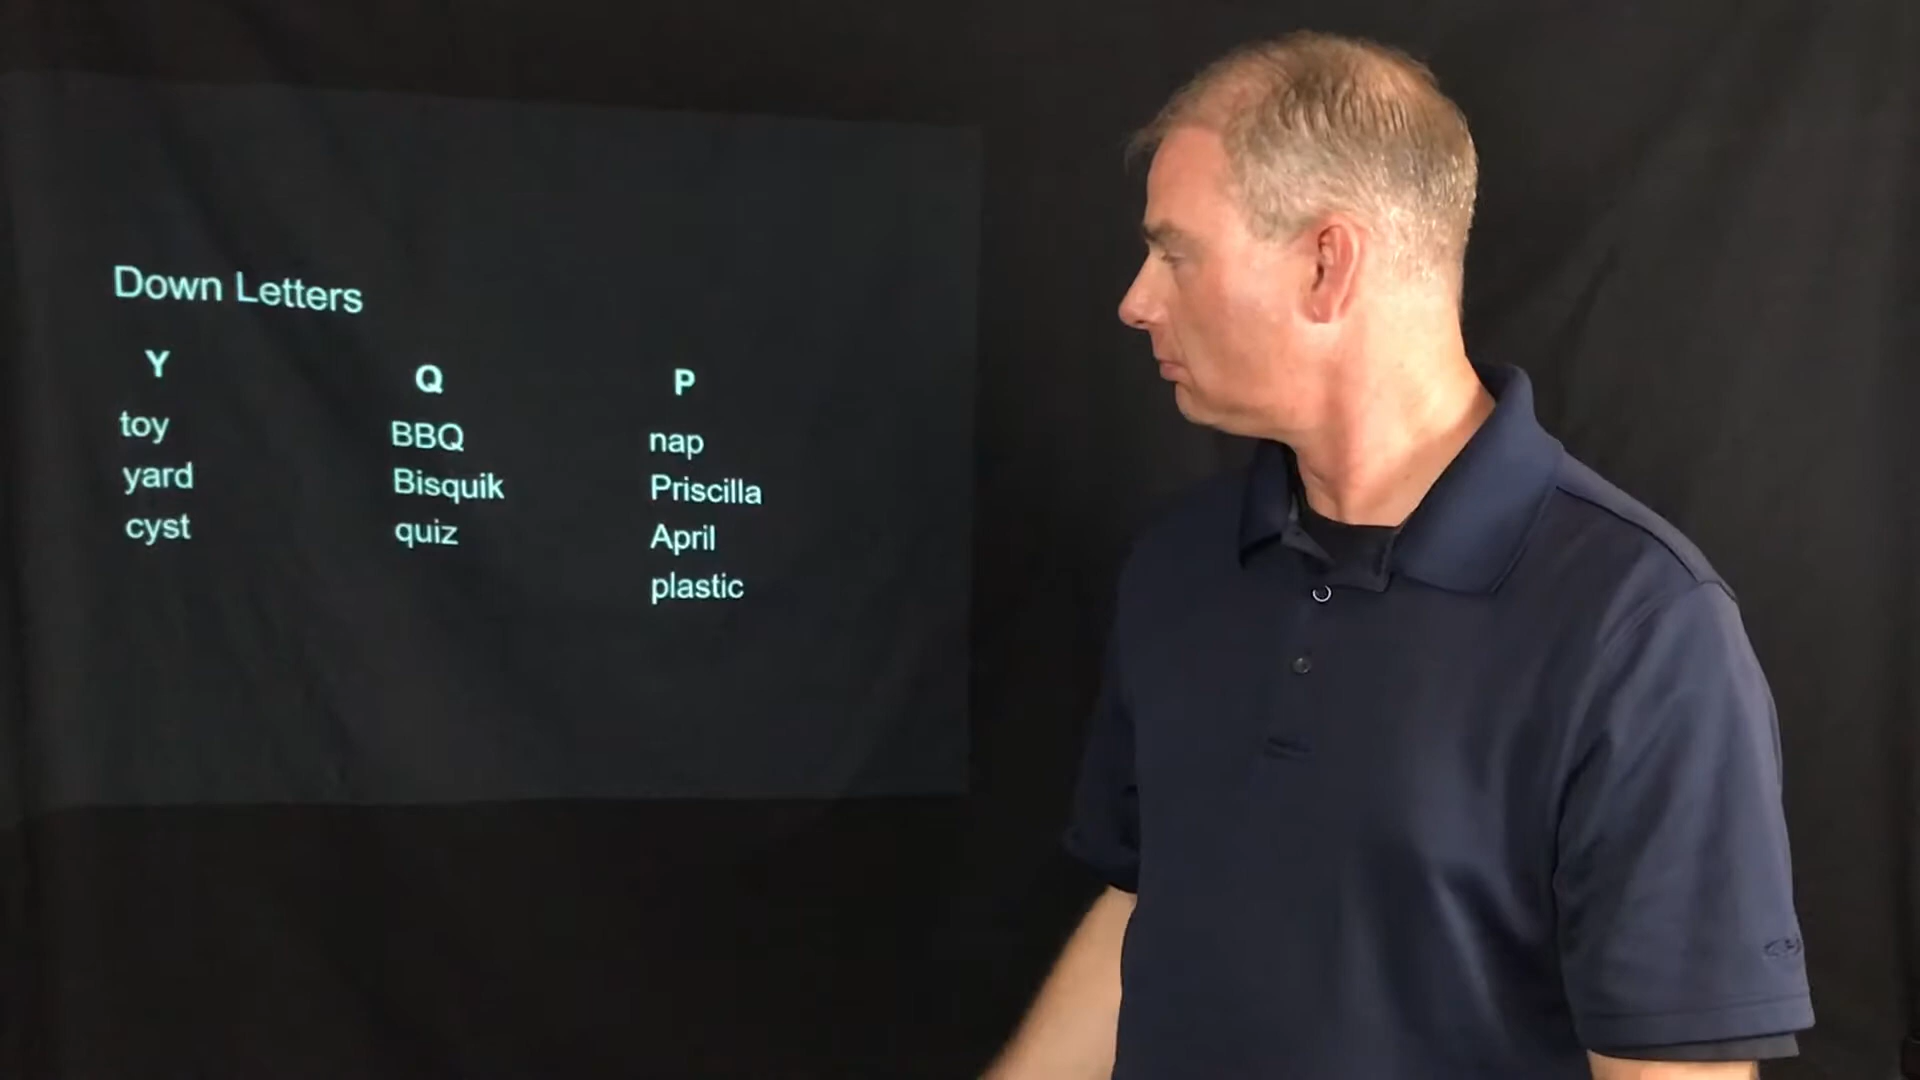 Down Letters
Y
toy
yard
cyst
Q
BBQ
Bisquik
quiz
P
nap
Priscilla
April
plastic